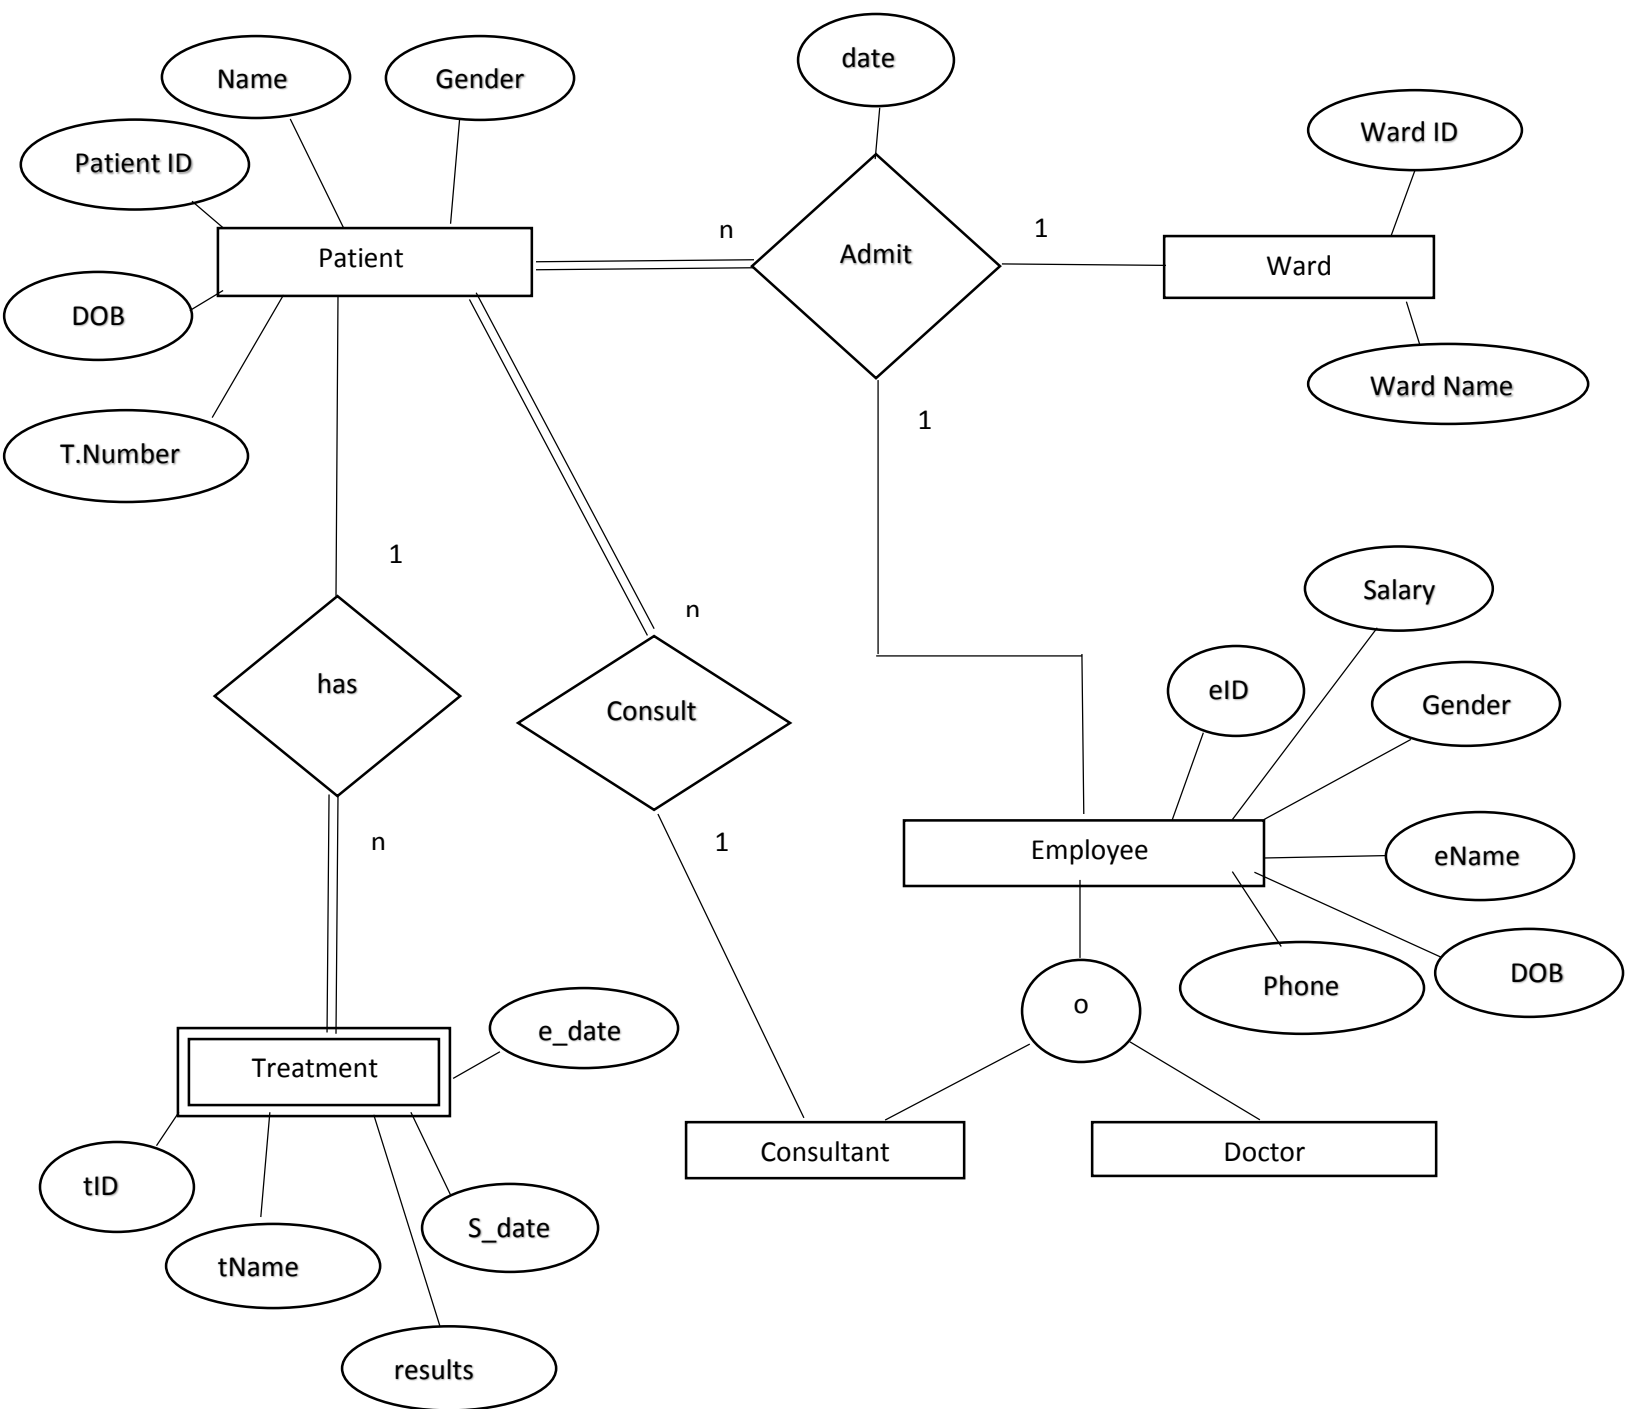 date
Name
Gender
Ward ID
Patient ID
n
1
Patient
Admit
Ward
DOB
Ward Name
1
T.Number
1
n
Salary
has
Consult
eID
Gender
n
1
Employee
eName
Phone
DOB
o
e_date
Treatment
Consultant
Doctor
tID
S_date
tName
results